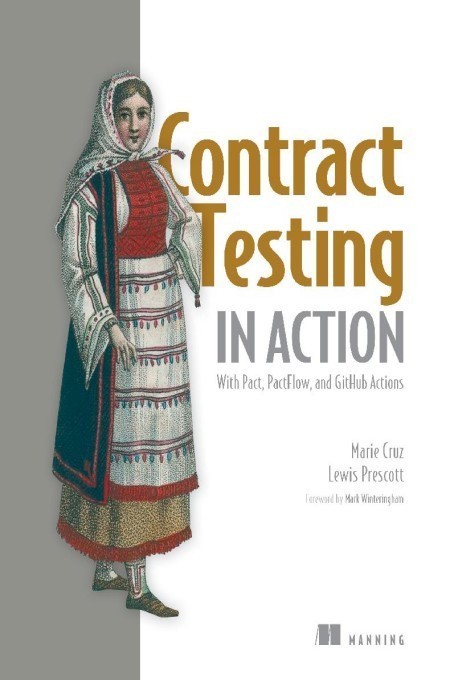 Contract
Testing
IN ACTION
With Pact, PactFlow, and GitHub Actions
Marie Cruz
Lewis Prescott
Foreword by Mark Winteringham
MANNING